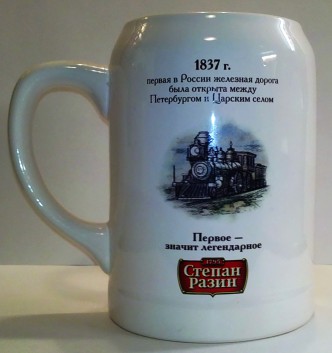 1837 г.
первая в России железная дорога
была открыта между
Петербургом и Царским селом
Первое —
значит легендарное
1795
Степан
Разин